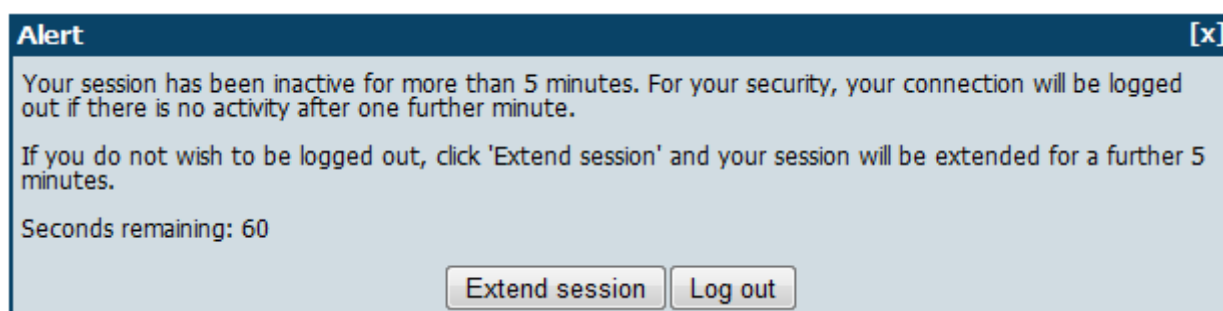 Alert [x]
Your session has been inactive for more than 5 minutes. For your security, your connection will be logged
out if there is no activity after one further minute.
If you do not wish to be logged out, click 'Extend session' and your session will be extended for a further 5
minutes.
Seconds remaining: 60
Extend session Log out